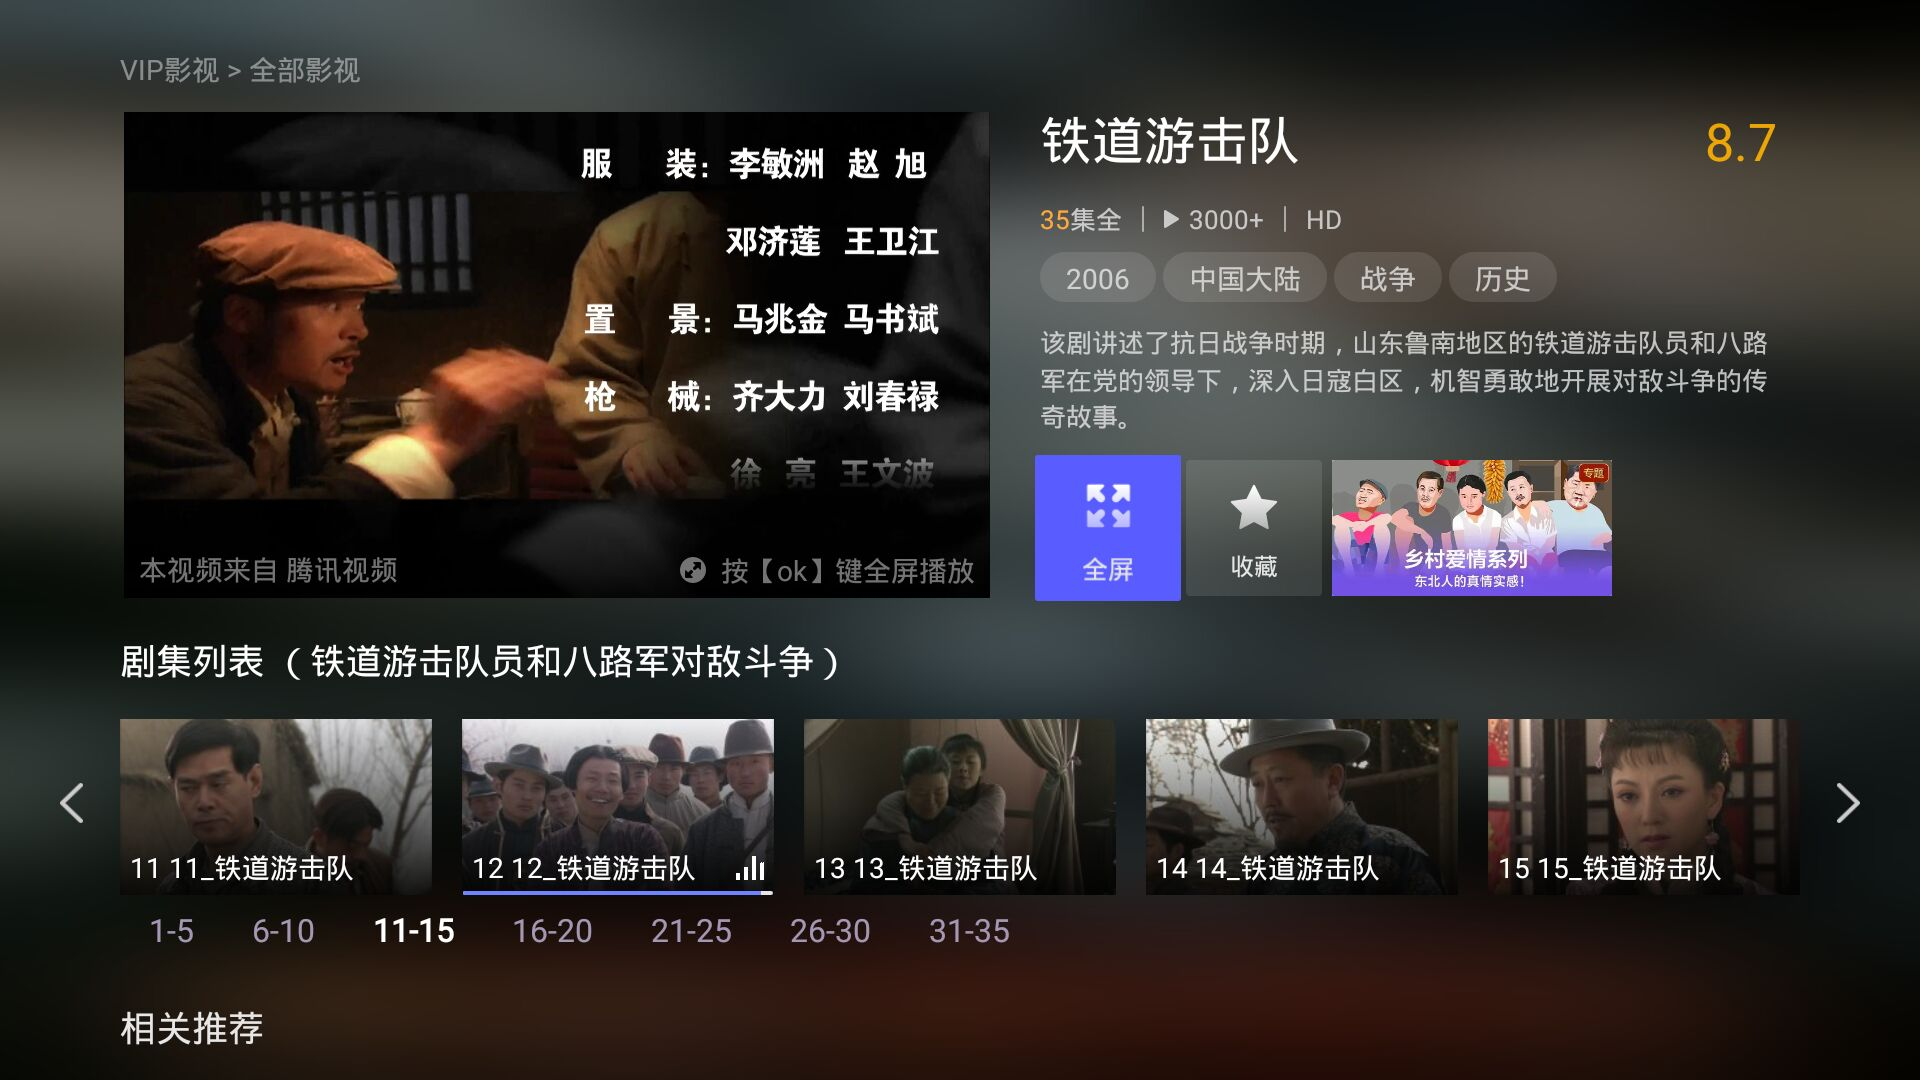 VIP影视 > 全部影视
服 装：李敏洲 赵 旭
邓济莲 王卫江
置 景：马兆金 马书斌
枪 械：齐大力 刘春禄
徐 亮 王文波
本视频来自 腾讯视频
按【ok】键全屏播放
铁道游击队
8.7
35集全 | 3000+ | HD
2006 中国大陆 战争 历史
该剧讲述了抗日战争时期，山东鲁南地区的铁道游击队员和八路
军在党的领导下，深入日寇白区，机智勇敢地开展对敌斗争的传
奇故事。
全屏
收藏
专题
乡村爱情系列
东北人的真情实感！
剧集列表 （铁道游击队员和八路军对敌斗争）
11 11_铁道游击队
12 12_铁道游击队
13 13_铁道游击队
14 14_铁道游击队
15 15_铁道游击队
1-5 6-10 11-15 16-20 21-25 26-30 31-35
相关推荐